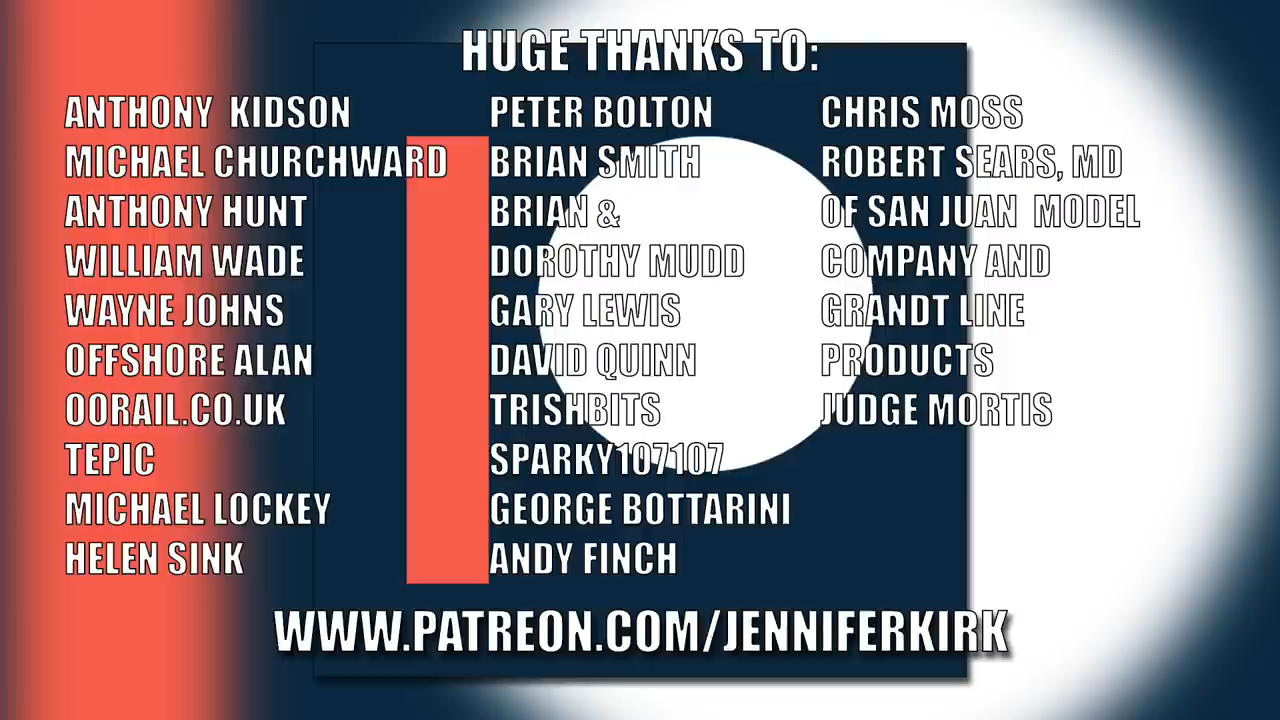 HUGE THANKS TO:
ANTHONY KIDSON
MICHAEL CHURCHWARD
ANTHONY HUNT
WILLIAM WADE
WAYNE JOHNS
OFFSHORE ALAN
OORAIL.CO.UK
TEPIC
MICHAEL LOCKEY
HELEN SINK
PETER BOLTON
BRIAN SMITH
BRIAN &
DOROTHY MUDD
GARY LEWIS
DAVID QUINN
TRISHBITS
SPARKY107107
GEORGE BOTTARINI
ANDY FINCH
CHRIS MOSS
ROBERT SEARS, MD
OF SAN JUAN MODEL
COMPANY AND
GRANDT LINE
PRODUCTS
JUDGE MORTIS
WWW.PATREON.COM/JENNIFERKIRK